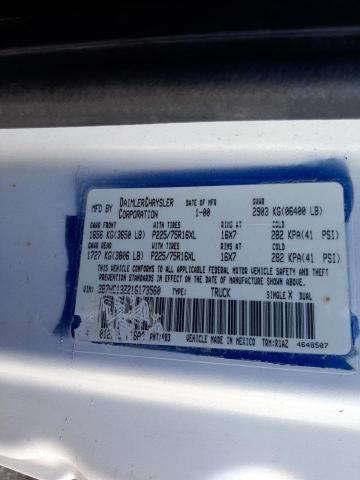 MFD BY DAIMLERCHRYSLER CORPORATION DATE OF MFR 1-00 GVWR 2903 KG(06400 LB)
GAWR FRONT WITH TIRES RIMS AT COLD
1656 KG(3650 LB) P225/75R16XL 16X7 282 KPA(41 PSI)
GAWR REAR WITH TIRES RIMS AT COLD
1727 KG(3806 LB) P225/75R16XL 16X7 282 KPA(41 PSI)
THIS VEHICLE CONFORMS TO ALL APPLICABLE FEDERAL MOTOR VEHICLE SAFETY, AND
THEFT PREVENTION STANDARDS IN EFFECT ON THE DATE OF MANUFACTURE SHOWN ABOVE.
VIN: TYPE: TRUCK SINGLE X DUAL
VEHICLE MADE IN MEXICO TRM:R1AZ 4648507